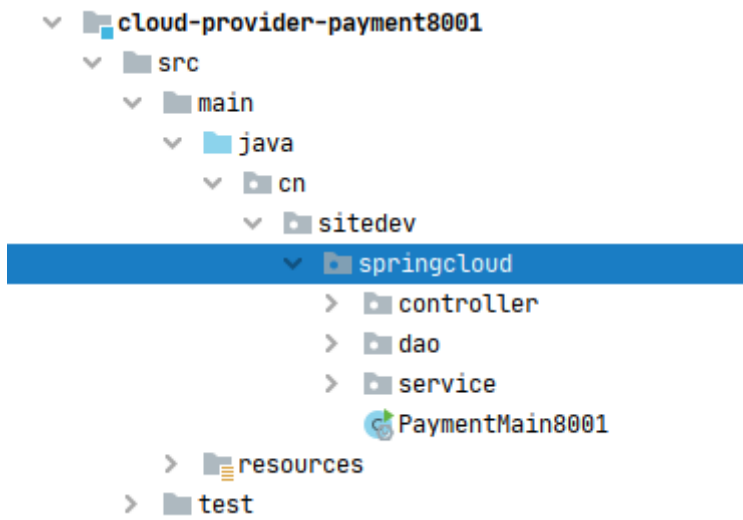 cloud-provider-payment8001
src
main
java
cn
sitedev
springcloud
controller
dao
service
PaymentMain8001
resources
test